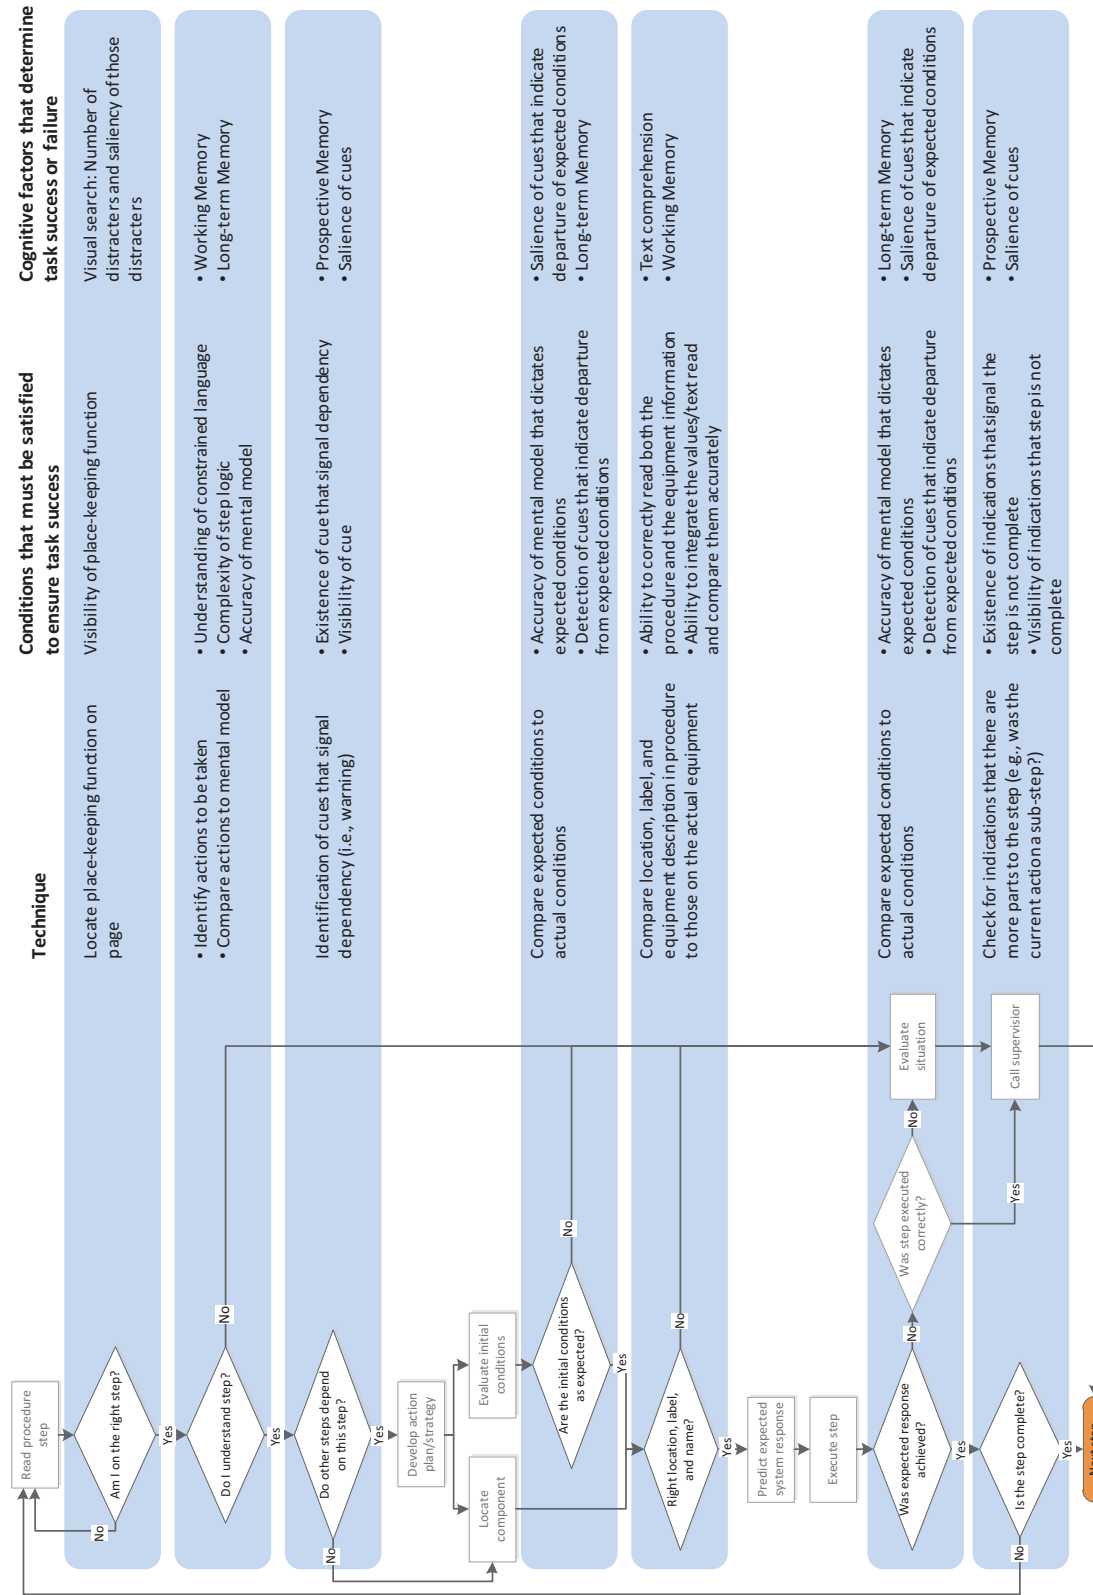 Technique
Conditions that must be satisfied
to ensure task success
Cognitive factors that determine
task success or failure
Read procedure
step
Am I on the right step?
No
Yes
Locate place-keeping function on
page
Visibility of place-keeping function
Visual search: Number of
distracters and saliency of those
distracters
Do I understand step?
No
Yes
• Identify actions to be taken
• Compare actions to mental model
• Understanding of constrained language
• Complexity of step logic
• Accuracy of mental model
• Working Memory
• Long-term Memory
Do other steps depend
on this step?
No
Yes
Identification of cues that signal
dependency (i.e., warning)
• Existence of cue that signal dependency
• Visibility of cue
• Prospective Memory
• Salience of cues
Develop action
plan/strategy
Locate
component
Evaluate initial
conditions
Are the initial conditions
as expected?
No
Yes
Compare expected conditions to
actual conditions
• Accuracy of mental model that dictates
expected conditions
• Detection of cues that indicate departure
from expected conditions
• Salience of cues that indicate
departure of expected conditions
• Long-term Memory
Right location, label,
and name?
No
Yes
Compare location, label, and
equipment description in procedure
to those on the actual equipment
• Ability to correctly read both the
procedure and the equipment information
• Ability to integrate the values/text read
and compare them accurately
• Text comprehension
• Working Memory
Predict expected
system response
Execute step
Was expected response
achieved?
No
Yes
Was step executed
correctly?
No
Yes
Evaluate
situation
Compare expected conditions to
actual conditions
• Accuracy of mental model that dictates
expected conditions
• Detection of cues that indicate departure
from expected conditions
• Long-term Memory
• Salience of cues that indicate
departure of expected conditions
Is the step complete?
No
Yes
Call supervisior
Check for indications that there are
more parts to the step (e.g., was the
current action a sub-step?)
• Existence of indications that signal the
step is not complete
• Visibility of indications that step is not
complete
• Prospective Memory
• Salience of cues
Next step